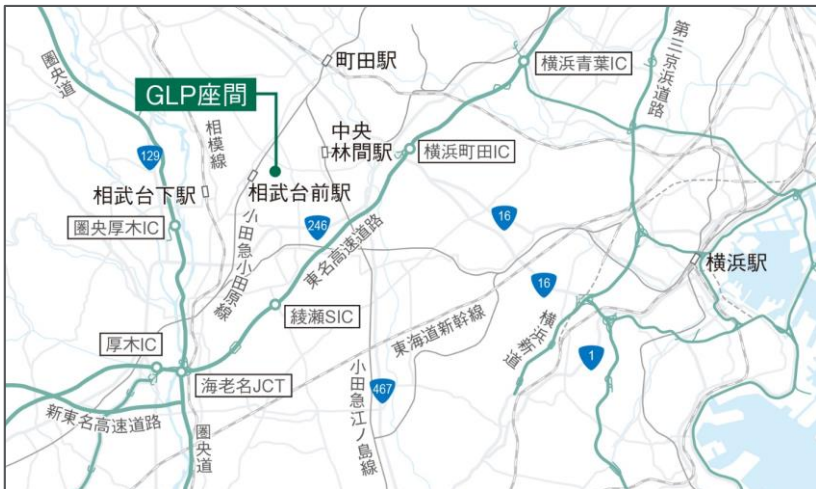 圏央道
129
GLP座間
町田駅
横浜青葉IC
第三京浜道路
相模線
中央
林間駅
横浜町田IC
相武台下駅
相武台前駅
圏央厚木IC
小田急小田原線
246
東名高速道路
16
16
横浜駅
綾瀬SIC
東海道新幹線
横浜新道
1
厚木IC
海老名JCT
小田急江ノ島線
467
新東名高速道路
圏央道